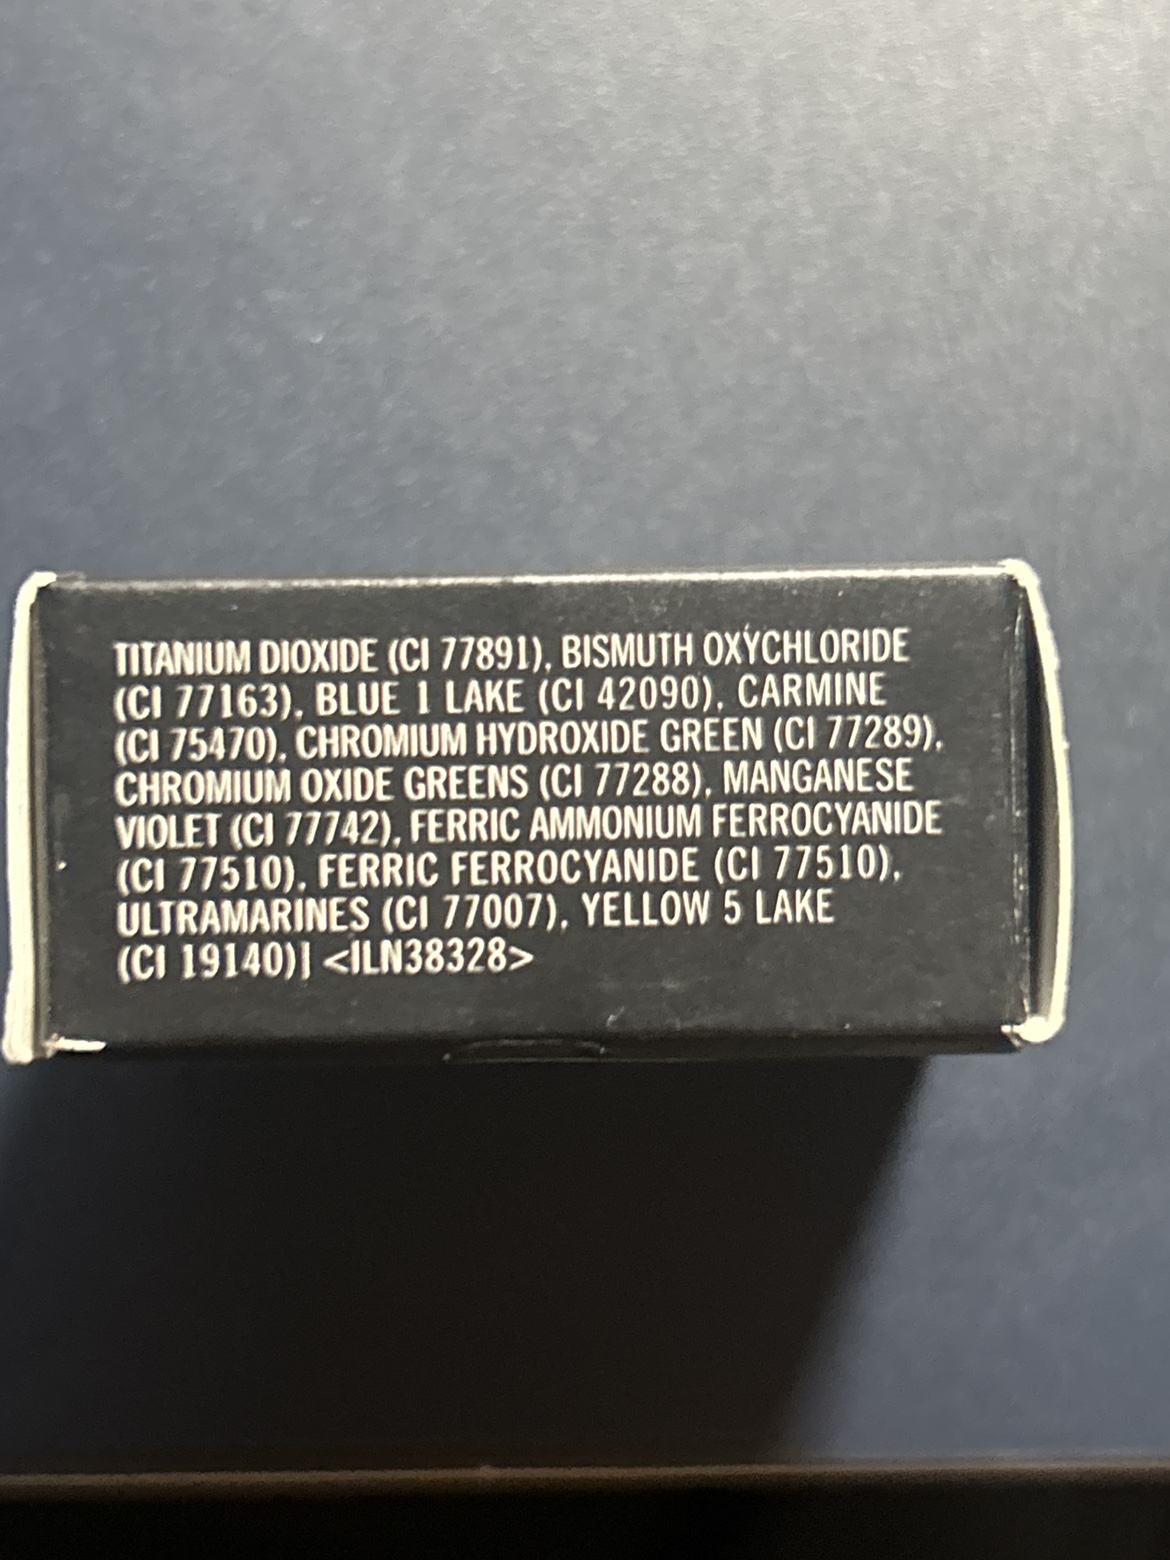 TITANIUM DIOXIDE (CI 77891), BISMUTH OXYCHLORIDE
(CI 77163), BLUE 1 LAKE (CI 42090), CARMINE
(CI 75470), CHROMIUM HYDROXIDE GREEN (CI 77289),
CHROMIUM OXIDE GREENS (CI 77288), MANGANESE
VIOLET (CI 77742), FERRIC AMMONIUM FERROCYANIDE
(CI 77510), FERRIC FERROCYANIDE (CI 77510),
ULTRAMARINES (CI 77007), YELLOW 5 LAKE
(CI 19140)] <ILN38328>